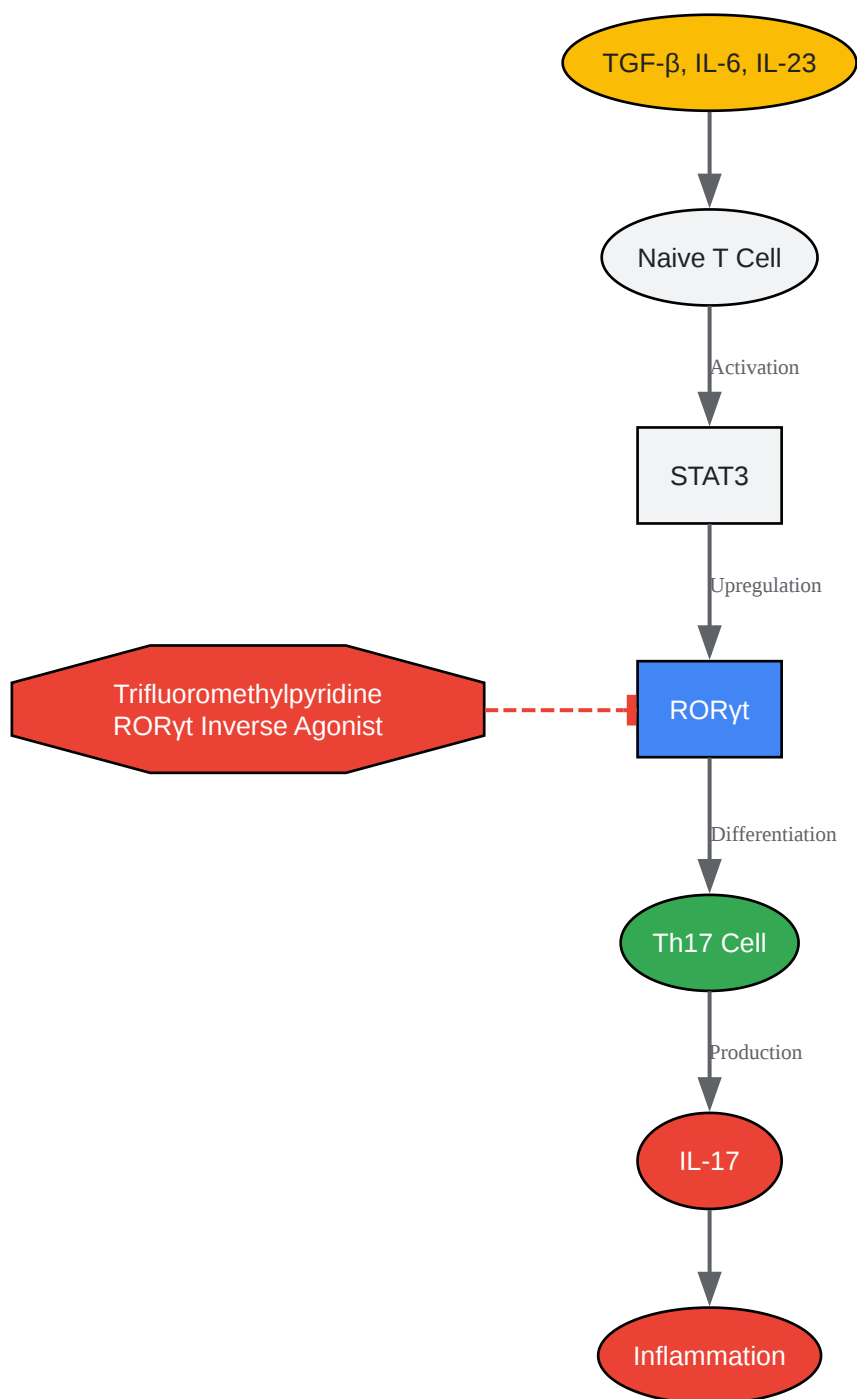 TGF-β, IL-6, IL-23
Naive T Cell
Activation
STAT3
Upregulation
Trifluoromethylpyridine
RORγt Inverse Agonist
RORγt
Differentiation
Th17 Cell
Production
IL-17
Inflammation